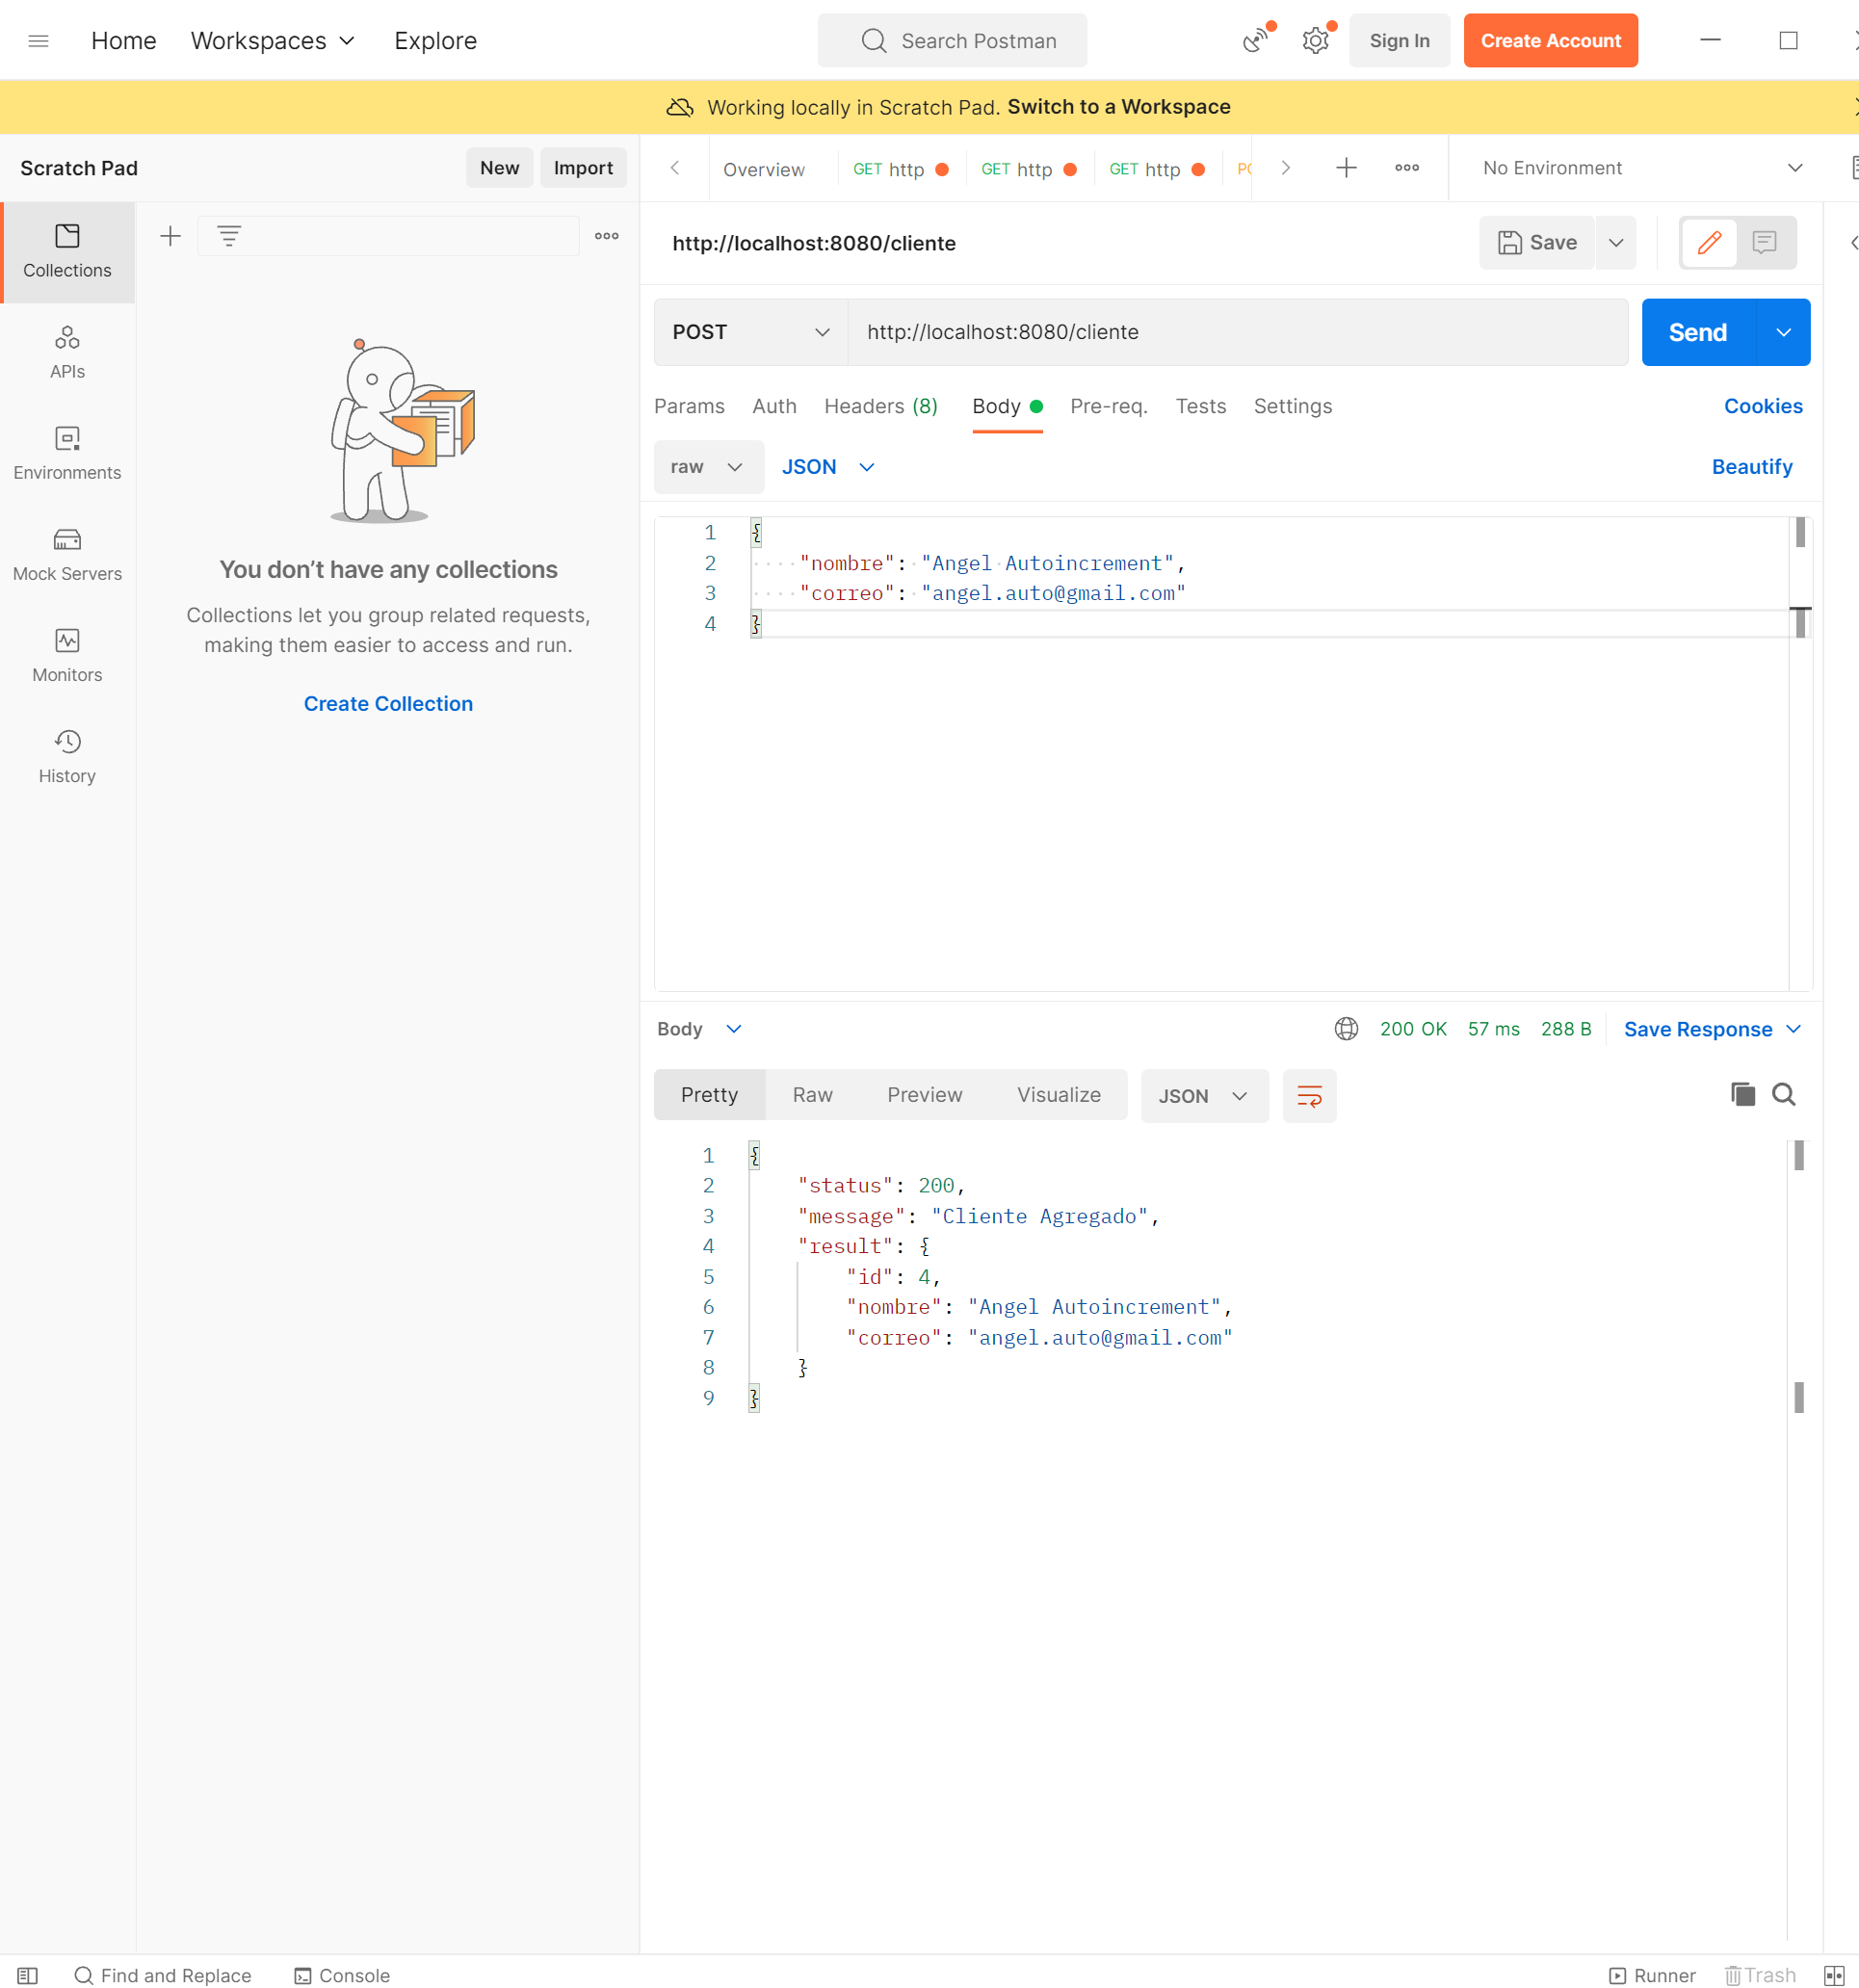 Home Workspaces Explore Search Postman Sign In Create Account
Working locally in Scratch Pad. Switch to a Workspace
Scratch Pad New Import Overview GET http GET http GET http No Environment
Collections
APIs
Environments
Mock Servers
Monitors
History
You don’t have any collections
Collections let you group related requests,
making them easier to access and run.
Create Collection
http://localhost:8080/cliente Save
POST http://localhost:8080/cliente Send
Params Auth Headers (8) Body Pre-req. Tests Settings Cookies
raw JSON Beautify
1 {
2 "nombre": "Angel Autoincrement",
3 "correo": "angel.auto@gmail.com"
4 }
Body 200 OK 57 ms 288 B Save Response
Pretty Raw Preview Visualize JSON
1 {
2 "status": 200,
3 "message": "Cliente Agregado",
4 "result": {
5 "id": 4,
6 "nombre": "Angel Autoincrement",
7 "correo": "angel.auto@gmail.com"
8 }
9 }
Find and Replace Console Runner Trash